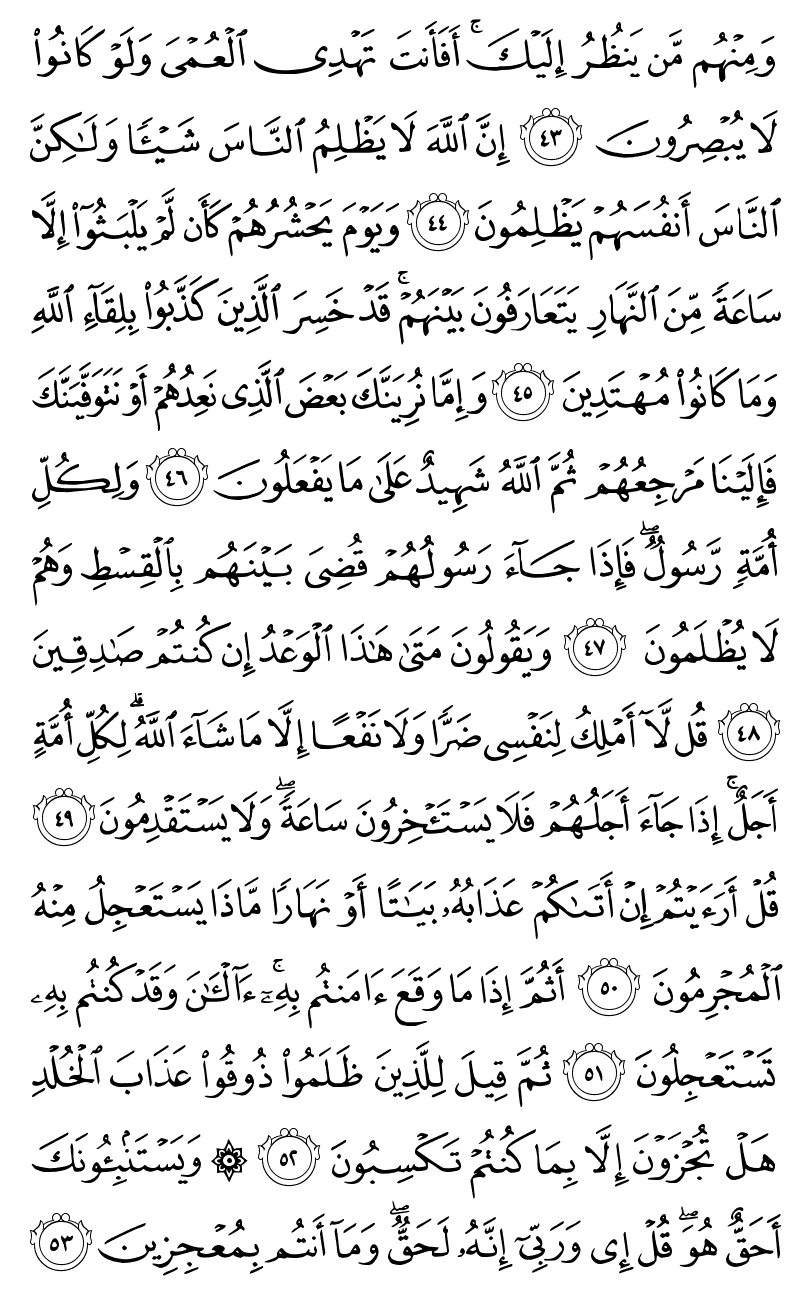 وَمِنْهُم مَّن يَنظُرُ إِلَيْكَ ۚ أَفَأَنتَ تَهْدِى ٱلْعُمْىَ وَلَوْ كَانُوا۟
لَا يُبْصِرُونَ ٤٣ إِنَّ ٱللَّهَ لَا يَظْلِمُ ٱلنَّاسَ شَيْـًٔا وَلَـٰكِنَّ
ٱلنَّاسَ أَنفُسَهُمْ يَظْلِمُونَ ٤٤ وَيَوْمَ يَحْشُرُهُمْ كَأَن لَّمْ يَلْبَثُوٓا۟ إِلَّا
سَاعَةً مِّنَ ٱلنَّهَارِ يَتَعَارَفُونَ بَيْنَهُمْ ۚ قَدْ خَسِرَ ٱلَّذِينَ كَذَّبُوا۟ بِلِقَآءِ ٱللَّهِ
وَمَا كَانُوا۟ مُهْتَدِينَ ٤٥ وَإِمَّا نُرِيَنَّكَ بَعْضَ ٱلَّذِى نَعِدُهُمْ أَوْ نَتَوَفَّيَنَّكَ
فَإِلَيْنَا مَرْجِعُهُمْ ثُمَّ ٱللَّهُ شَهِيدٌ عَلَىٰ مَا يَفْعَلُونَ ٤٦ وَلِكُلِّ
أُمَّةٍ رَّسُولٌ ۖ فَإِذَا جَآءَ رَسُولُهُمْ قُضِىَ بَيْنَهُم بِٱلْقِسْطِ وَهُمْ
لَا يُظْلَمُونَ ٤٧ وَيَقُولُونَ مَتَىٰ هَـٰذَا ٱلْوَعْدُ إِن كُنتُمْ صَـٰدِقِينَ
٤٨ قُل لَّآ أَمْلِكُ لِنَفْسِى ضَرًّا وَلَا نَفْعًا إِلَّا مَا شَآءَ ٱللَّهُ ۗ لِكُلِّ أُمَّةٍ
أَجَلٌ ۚ إِذَا جَآءَ أَجَلُهُمْ فَلَا يَسْتَـْٔخِرُونَ سَاعَةً ۖ وَلَا يَسْتَقْدِمُونَ ٤٩
قُلْ أَرَءَيْتُمْ إِنْ أَتَىٰكُمْ عَذَابُهُۥ بَيَـٰتًا أَوْ نَهَارًا مَّاذَا يَسْتَعْجِلُ مِنْهُ
ٱلْمُجْرِمُونَ ٥٠ أَثُمَّ إِذَا مَا وَقَعَ ءَامَنتُم بِهِۦٓ ۚ ءَآلْـَٔـٰنَ وَقَدْ كُنتُم بِهِۦ
تَسْتَعْجِلُونَ ٥١ ثُمَّ قِيلَ لِلَّذِينَ ظَلَمُوا۟ ذُوقُوا۟ عَذَابَ ٱلْخُلْدِ
هَلْ تُجْزَوْنَ إِلَّا بِمَا كُنتُمْ تَكْسِبُونَ ٥٢ ۞ وَيَسْتَنۢبِـُٔونَكَ
أَحَقٌّ هُوَ ۖ قُلْ إِى وَرَبِّىٓ إِنَّهُۥ لَحَقٌّ ۖ وَمَآ أَنتُم بِمُعْجِزِينَ ٥٣